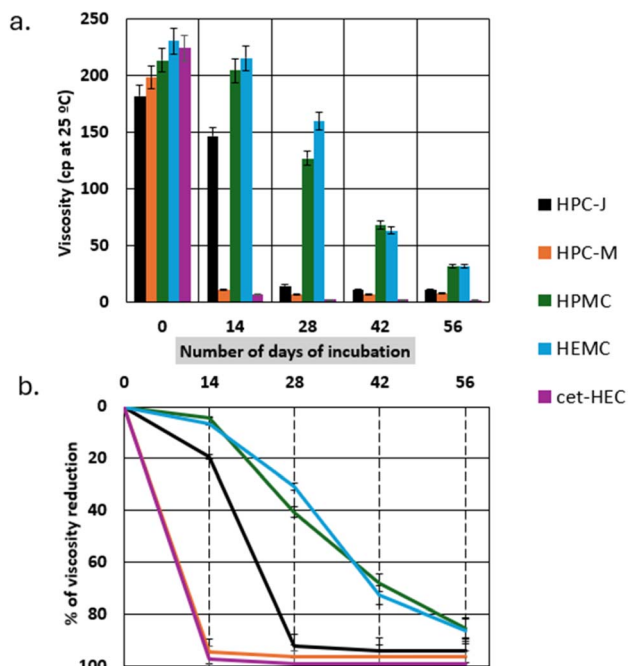 a.
250
200
150
100
50
0
Viscosity (cp at 25 ºC)
0 14 28 42 56
Number of days of incubation
HPC-J
HPC-M
HPMC
HEMC
cet-HEC
b.
0 14 28 42 56
0
20
40
60
80
100
% of viscosity reduction